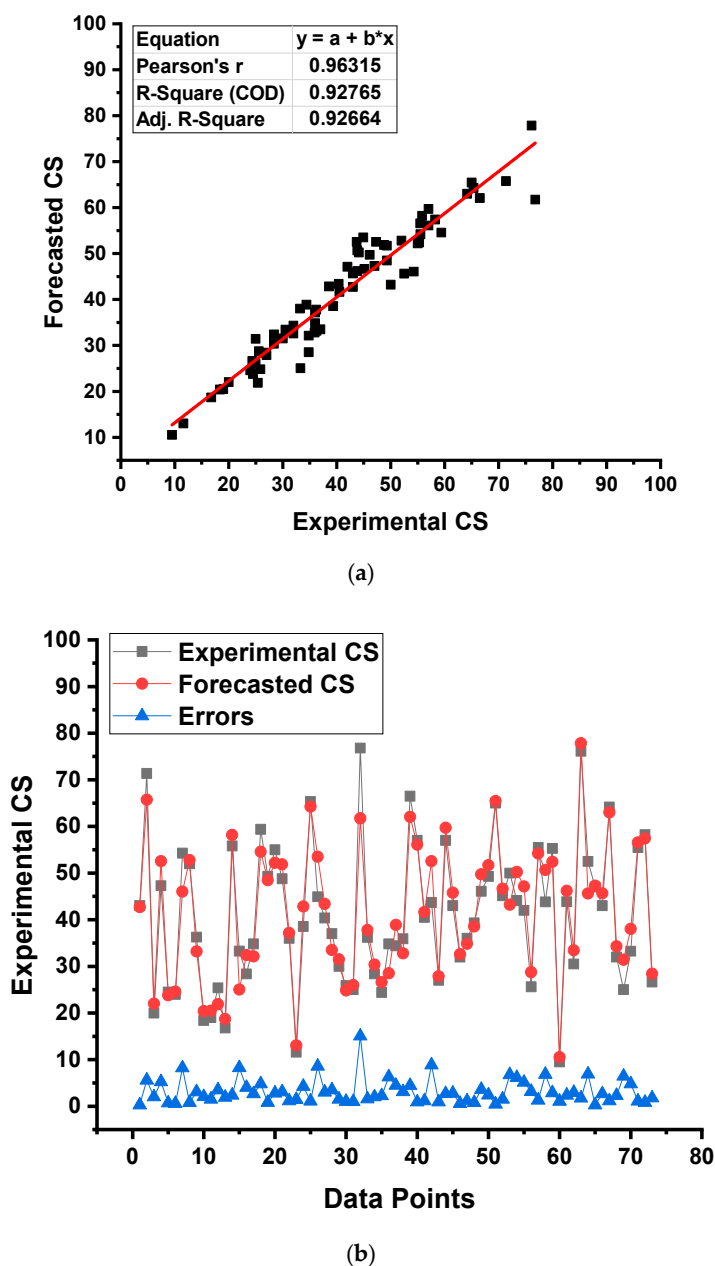 100
90
80
70
60
50
40
30
20
10
Forecasted CS
Equation y = a + b*x
Pearson's r 0.96315
R-Square (COD) 0.92765
Adj. R-Square 0.92664
0 10 20 30 40 50 60 70 80 90 100
Experimental CS
(a)
100
90
80
70
60
50
40
30
20
10
0
Experimental CS
Experimental CS
Forecasted CS
Errors
0 10 20 30 40 50 60 70 80
Data Points
(b)